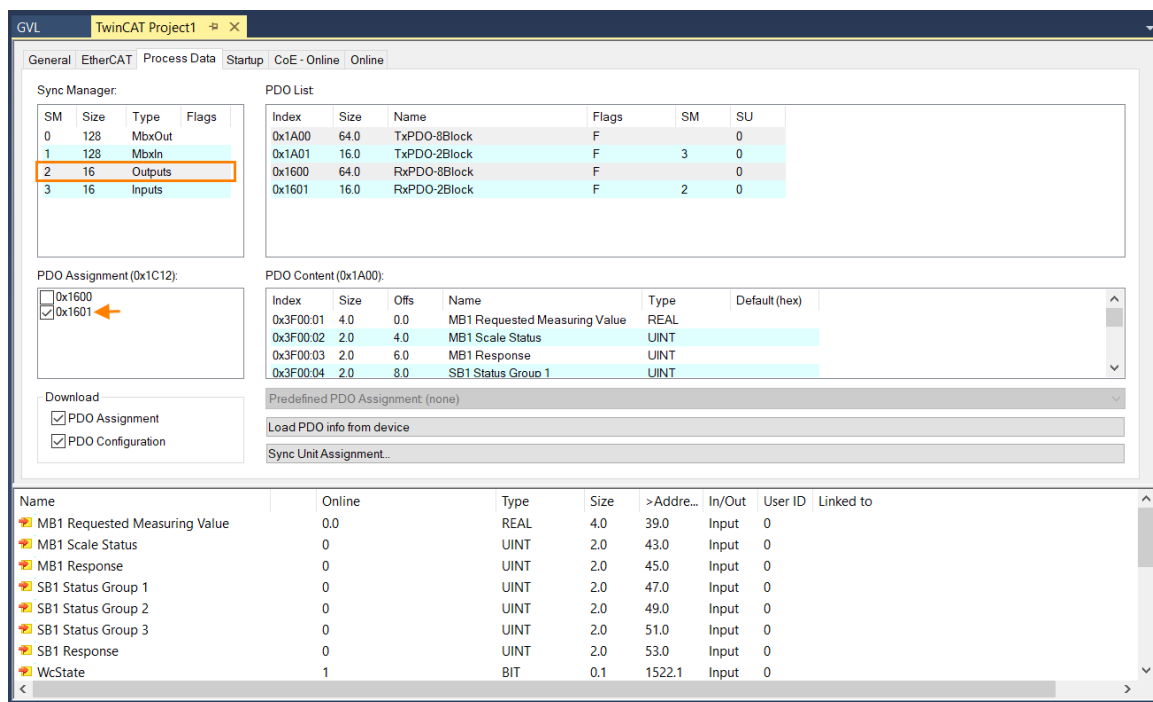 GVL TwinCAT Project1
General EtherCAT Process Data Startup CoE - Online Online
Sync Manager:
SM Size Type Flags
0 128 MbxOut
1 128 MbxIn
2 16 Outputs
3 16 Inputs
PDO List:
Index Size Name Flags SM SU
0x1A00 64.0 TxPDO-8Block F 0
0x1A01 16.0 TxPDO-2Block F 3 0
0x1600 64.0 RxPDO-8Block F 0
0x1601 16.0 RxPDO-2Block F 2 0
PDO Assignment (0x1C12):
0x1600
0x1601
PDO Content (0x1A00):
Index Size Offs Name Type Default (hex)
0x3F00:01 4.0 0.0 MB1 Requested Measuring Value REAL
0x3F00:02 2.0 4.0 MB1 Scale Status UINT
0x3F00:03 2.0 6.0 MB1 Response UINT
0x3F00:04 2.0 8.0 SB1 Status Group 1 UINT
Download
PDO Assignment
PDO Configuration
Predefined PDO Assignment: (none)
Load PDO info from device
Sync Unit Assignment...
Name Online Type Size >Addre... In/Out User ID Linked to
MB1 Requested Measuring Value 0.0 REAL 4.0 39.0 Input 0
MB1 Scale Status 0 UINT 2.0 43.0 Input 0
MB1 Response 0 UINT 2.0 45.0 Input 0
SB1 Status Group 1 0 UINT 2.0 47.0 Input 0
SB1 Status Group 2 0 UINT 2.0 49.0 Input 0
SB1 Status Group 3 0 UINT 2.0 51.0 Input 0
SB1 Response 0 UINT 2.0 53.0 Input 0
WcState 1 BIT 0.1 1522.1 Input 0